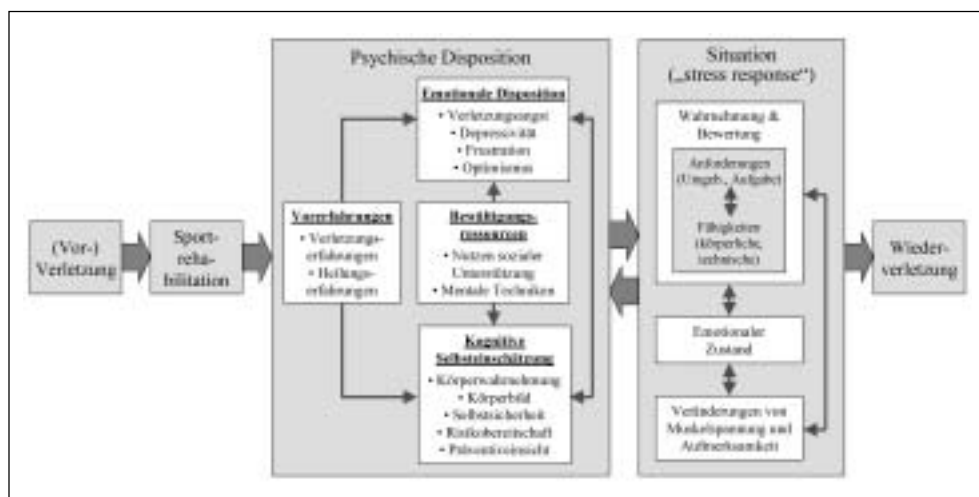 (Vor-)
Verletzung
Sport-
reha-
bilitation
Psychische Disposition
Emotionale Disposition
• Verletzungsangst
• Depressivität
• Frustration
• Optimismus
Vorerfahrungen
• Verletzungs-
erfahrungen
• Heilungs-
erfahrungen
Bewältigungs-
ressourcen
• Nutzen sozialer
Unterstützung
• Mentale Techniken
Kognitive
Selbsteinschätzung
• Körperwahrnehmung
• Körperbild
• Selbstsicherheit
• Risikobereitschaft
• Präventiveinsicht
Situation
(„stress response“)
Wahrnehmung &
Bewertung
Anforderungen
(Umgeb., Aufgabe)
Fähigkeiten
(körperliche,
technische)
Emotionaler
Zustand
Veränderungen von
Muskelspannung und
Aufmerksamkeit
Wieder-
verletzung